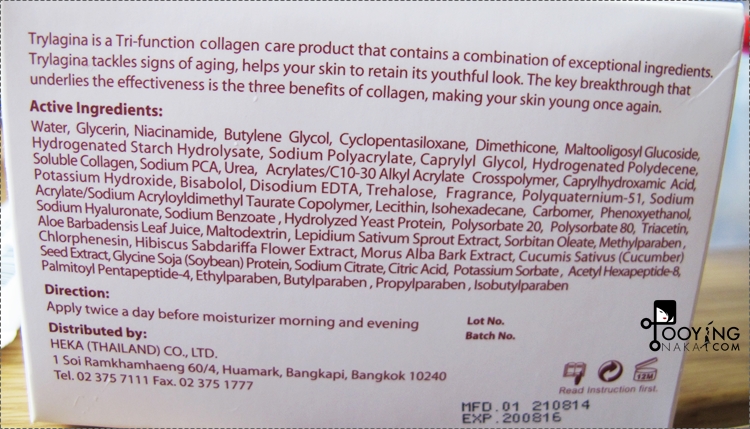 Trylagina is a Tri-function collagen care product that contains a combination of exceptional ingredients.
Trylagina tackles signs of aging, helps your skin to retain its youthful look. The key breakthrough that
underlies the effectiveness is the three benefits of collagen, making your skin young once again.
Active Ingredients:
Water, Glycerin, Niacinamide, Butylene Glycol, Cyclopentasiloxane, Dimethicone, Maltooligosyl Glucoside,
Hydrogenated Starch Hydrolysate, Sodium Polyacrylate, Caprylyl Glycol, Hydrogenated Polydecene,
Soluble Collagen, Sodium PCA, Urea, Acrylates/C10-30 Alkyl Acrylate Crosspolymer, Caprylhydroxamic Acid,
Potassium Hydroxide, Bisabolol, Disodium EDTA, Trehalose, Fragrance, Polyquaternium-51, Sodium
Acrylate/Sodium Acryloyldimethyl Taurate Copolymer, Lecithin, Isohexadecane, Carbomer, Phenoxyethanol,
Sodium Hyaluronate, Sodium Benzoate, Hydrolyzed Yeast Protein, Polysorbate 20, Polysorbate 80, Triacetin,
Aloe Barbadensis Leaf Juice, Maltodextrin, Lepidium Sativum Sprout Extract, Sorbitan Oleate, Methylparaben,
Chlorphenesin, Hibiscus Sabdariffa Flower Extract, Morus Alba Bark Extract, Cucumis Sativus (Cucumber)
Seed Extract, Glycine Soja (Soybean) Protein, Sodium Citrate, Citric Acid, Potassium Sorbate, Acetyl Hexapeptide-8,
Palmitoyl Pentapeptide-4, Ethylparaben, Butylparaben, Propylparaben, Isobutylparaben
Direction:
Apply twice a day before moisturizer morning and evening
Distributed by:
HEKA (THAILAND) CO., LTD.
1 Soi Ramkhamhaeng 60/4, Huamark, Bangkapi, Bangkok 10240
Tel. 02 375 7111 Fax. 02 375 1777
Lot No.
Batch No.
12M
Read Instruction first.
MFD.01 210814
EXP.200816
JOOYING
NAKA.COM